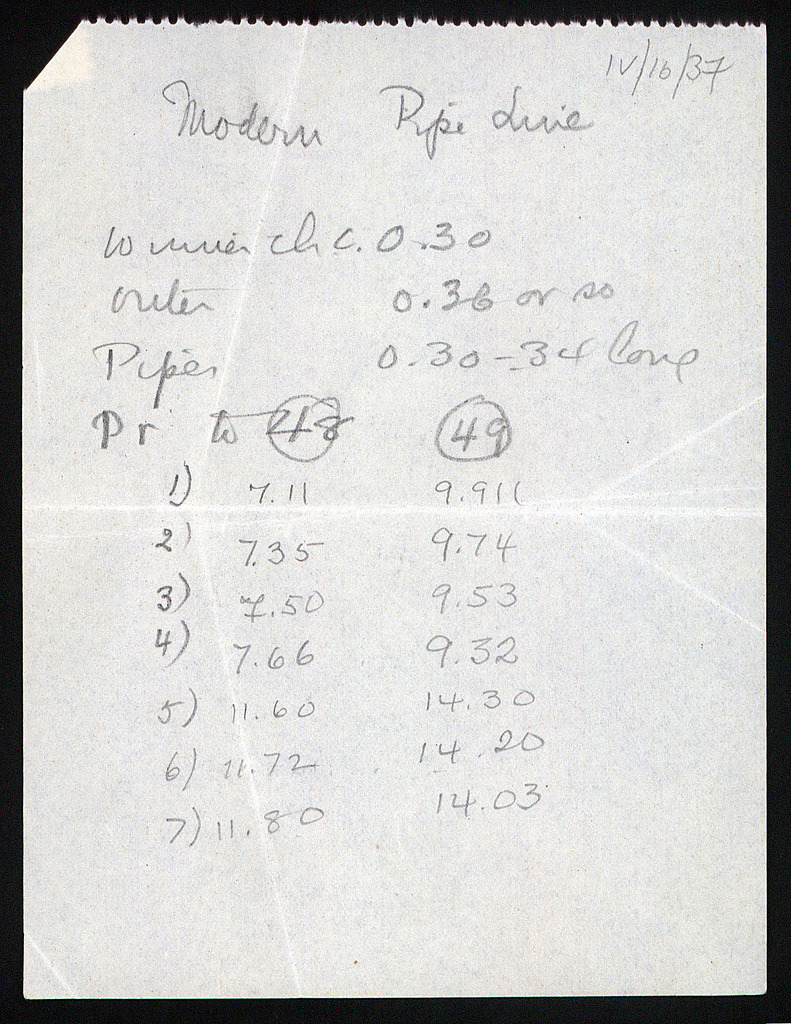 IV/16/37
Modern Pipe Line
W inner ch c. 0.30
outer 0.36 or so
Pipes 0.30-34 long
Pr to 48 49
1) 7.11 9.911
2) 7.35 9.74
3) 7.50 9.53
4) 7.66 9.32
5) 11.60 14.30
6) 11.72 14.20
7) 11.80 14.03